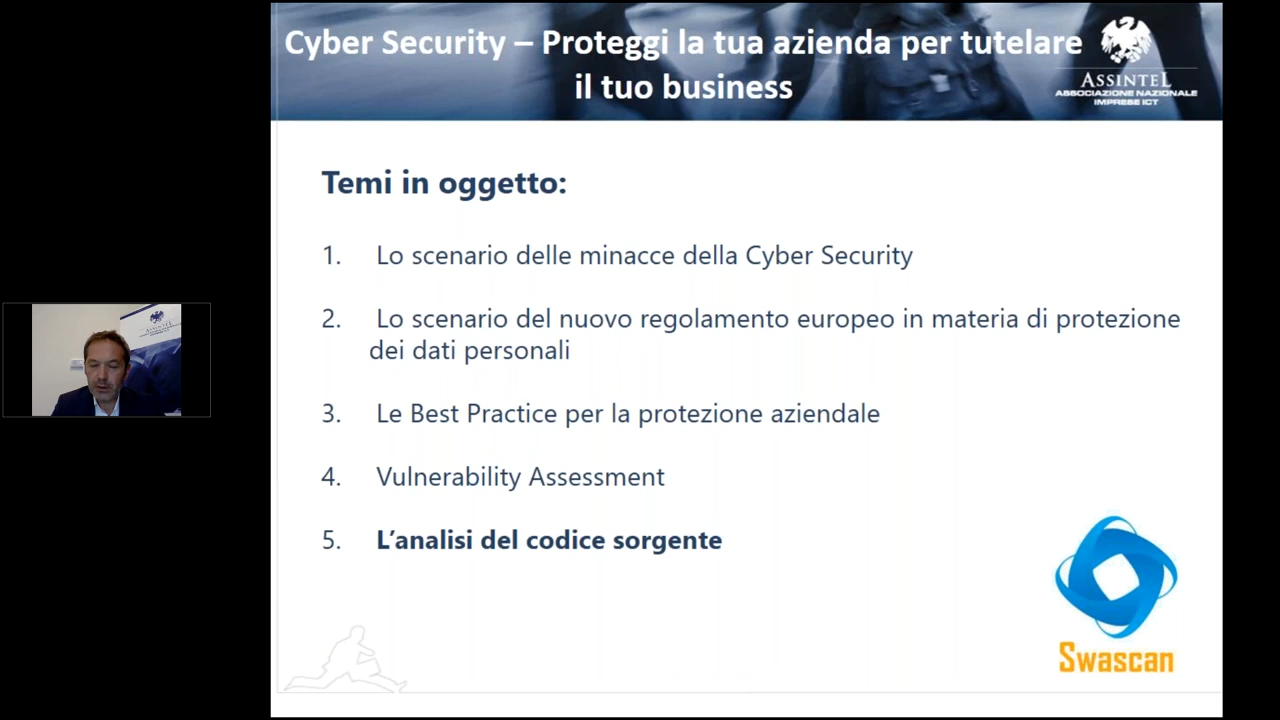 Cyber Security – Proteggi la tua azienda per tutelare
il tuo business
ASSINTEL
ASSOCIAZIONE NAZIONALE
IMPRESE ICT
Temi in oggetto:
1. Lo scenario delle minacce della Cyber Security
2. Lo scenario del nuovo regolamento europeo in materia di protezione
dei dati personali
3. Le Best Practice per la protezione aziendale
4. Vulnerability Assessment
5. L’analisi del codice sorgente
Swascan